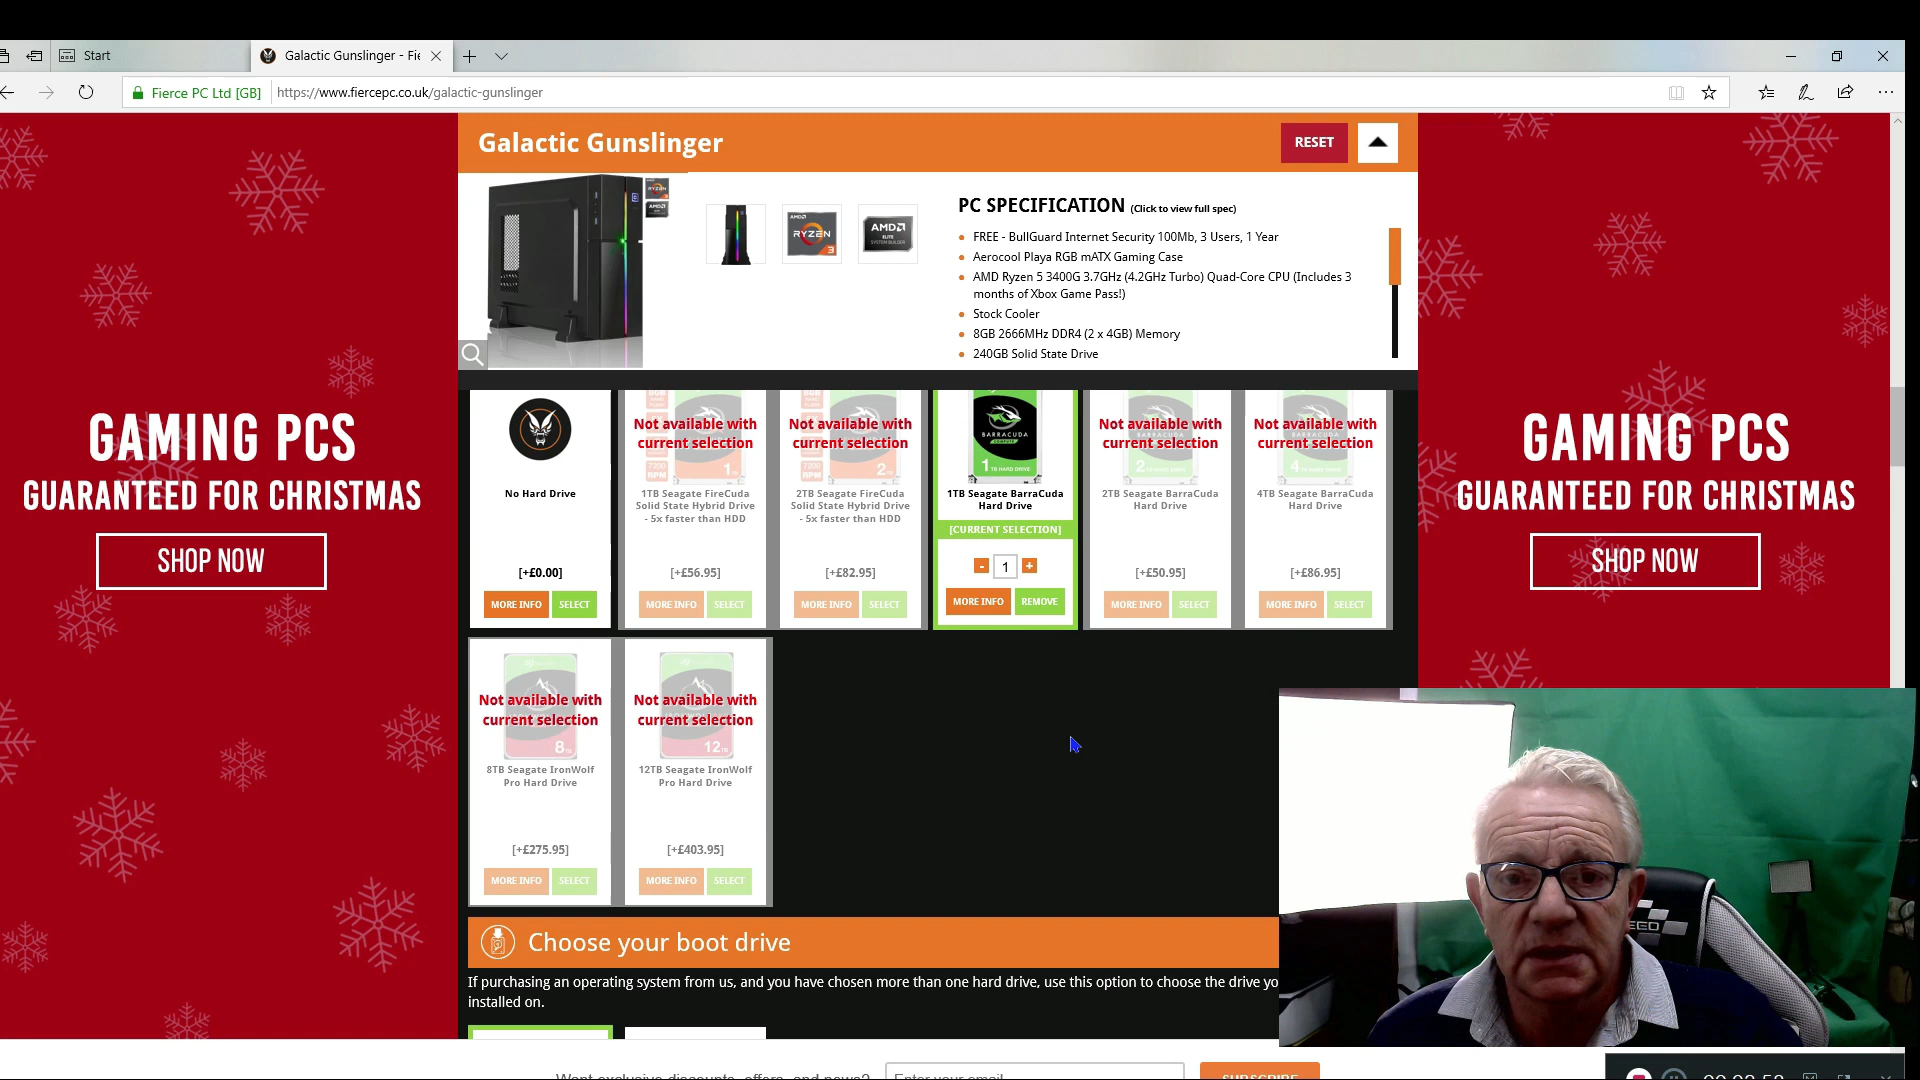 Start
Galactic Gunslinger - Fie
Fierce PC Ltd [GB]
https://www.fiercepc.co.uk/galactic-gunslinger
Galactic Gunslinger
RESET
PC SPECIFICATION (Click to view full spec)
FREE - BullGuard Internet Security 100Mb, 3 Users, 1 Year
Aerocool Playa RGB mATX Gaming Case
AMD Ryzen 5 3400G 3.7GHz (4.2GHz Turbo) Quad-Core CPU (Includes 3
months of Xbox Game Pass!)
Stock Cooler
8GB 2666MHz DDR4 (2 x 4GB) Memory
240GB Solid State Drive
AMD
RYZEN
3
AMD
ELITE
SYSTEM BUILDER
GAMING PCS
GUARANTEED FOR CHRISTMAS
SHOP NOW
No Hard Drive
[+£0.00]
MORE INFO SELECT
Not available with
current selection
1TB Seagate FireCuda
Solid State Hybrid Drive
- 5x faster than HDD
[+£56.95]
MORE INFO SELECT
Not available with
current selection
2TB Seagate FireCuda
Solid State Hybrid Drive
- 5x faster than HDD
[+£82.95]
MORE INFO SELECT
BARRACUDA
1TB HARD DRIVE
1TB Seagate BarraCuda
Hard Drive
[CURRENT SELECTION]
- 1 +
MORE INFO REMOVE
Not available with
current selection
2TB Seagate BarraCuda
Hard Drive
[+£50.95]
MORE INFO SELECT
Not available with
current selection
4TB Seagate BarraCuda
Hard Drive
[+£86.95]
MORE INFO SELECT
GAMING PCS
GUARANTEED FOR CHRISTMAS
SHOP NOW
Not available with
current selection
8TB Seagate IronWolf
Pro Hard Drive
[+£275.95]
MORE INFO SELECT
Not available with
current selection
12TB Seagate IronWolf
Pro Hard Drive
[+£403.95]
MORE INFO SELECT
Choose your boot drive
If purchasing an operating system from us, and you have chosen more than one hard drive, use this option to choose the drive yo
installed on.
Want exclusive discounts, offers, and news?
Enter your email
SUBSCRIBE